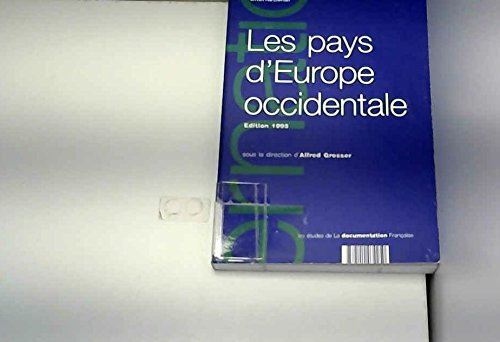 Les pays
d'Europe
occidentale
Edition 1995
sous la direction d'Alfred Grosser
les études de La documentation Française